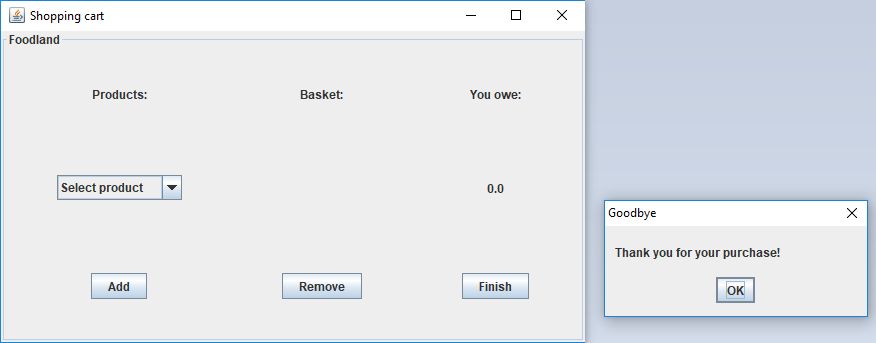 Shopping cart
Foodland
Products: Basket: You owe:
Select product 0.0
Add Remove Finish
Goodbye
Thank you for your purchase!
OK